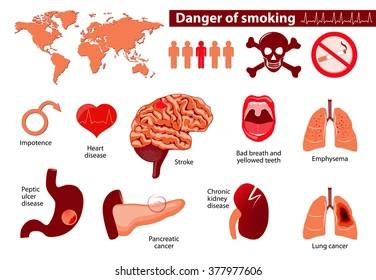 Danger of smoking
Impotence
Heart
disease
Stroke
Bad breath and
yellowed teeth
Emphysema
Peptic
ulcer
disease
Pancreatic
cancer
Chronic
kidney
disease
Lung cancer
shutterstock.com · 377977606